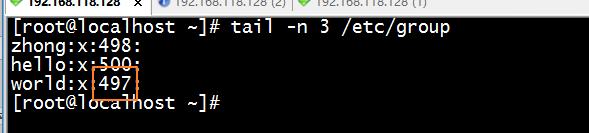 192.168.118.128 × 192.168.118.128 (2) 192.168.118.128 (1)
[root@localhost ~]# tail -n 3 /etc/group
zhong:x:498:
hello:x:500:
world:x:497:
[root@localhost ~]#